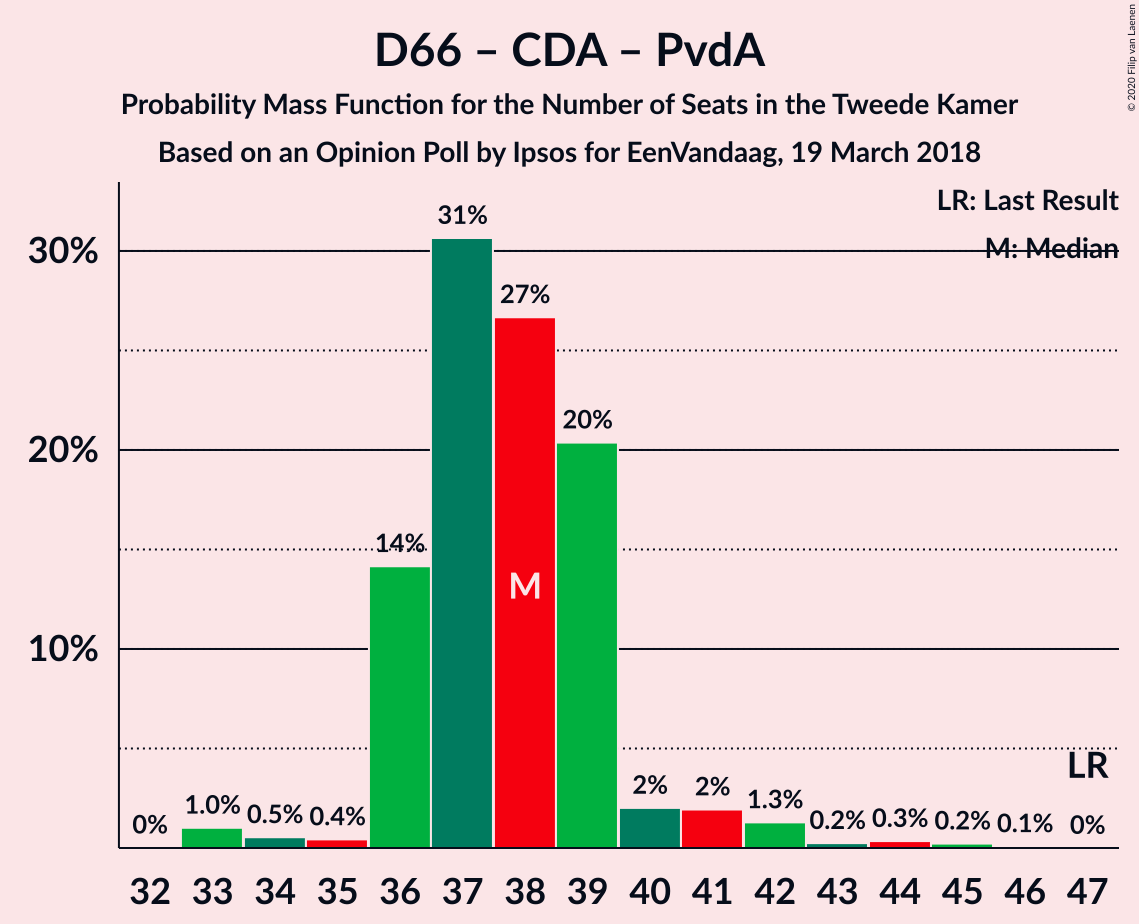 D66 – CDA – PvdA
Probability Mass Function for the Number of Seats in the Tweede Kamer
Based on an Opinion Poll by Ipsos for EenVandaag, 19 March 2018
© 2020 Filip van Laenen
LR: Last Result
M: Median
30%
20%
10%
0%
1.0%
0.5%
0.4%
14%
31%
27%
20%
2%
2%
1.3%
0.2%
0.3%
0.2%
0.1%
0%
M
LR
32 33 34 35 36 37 38 39 40 41 42 43 44 45 46 47